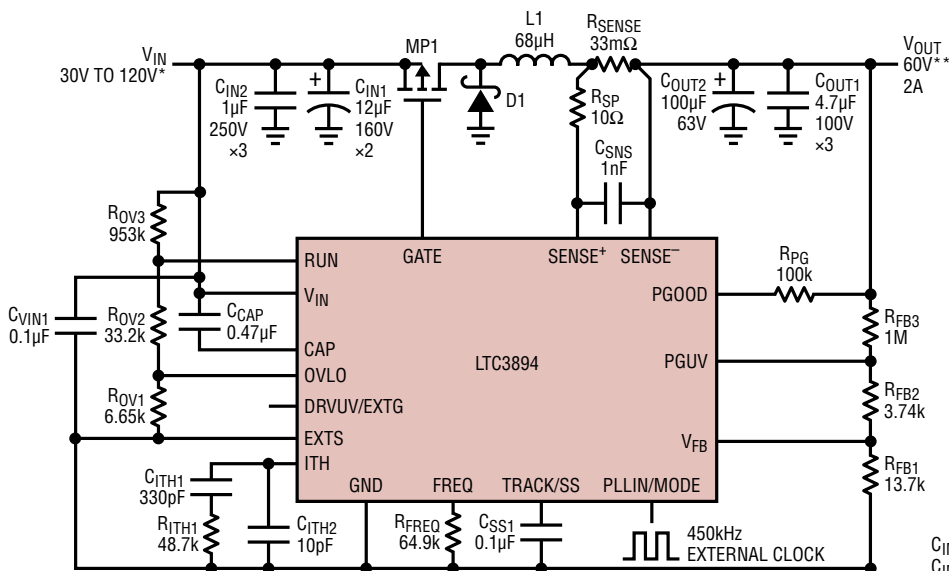 V_IN
30V TO 120V*
C_IN2
1µF
250V
×3
+
C_IN1
12µF
160V
×2
MP1
D1
L1
68µH
R_SENSE
33mΩ
R_SP
10Ω
C_SNS
1nF
C_OUT2
100µF
63V
+
C_OUT1
4.7µF
100V
×3
V_OUT
60V**
2A
R_OV3
953k
C_VIN1
0.1µF
R_OV2
33.2k
C_CAP
0.47µF
R_OV1
6.65k
RUN
V_IN
CAP
OVLO
DRVUV/EXTG
EXTS
ITH
GATE
SENSE+
SENSE−
LTC3894
PGOOD
PGUV
V_FB
GND
FREQ
TRACK/SS
PLLIN/MODE
R_PG
100k
R_FB3
1M
R_FB2
3.74k
R_FB1
13.7k
C_ITH1
330pF
R_ITH1
48.7k
C_ITH2
10pF
R_FREQ
64.9k
C_SS1
0.1µF
450kHz
EXTERNAL CLOCK